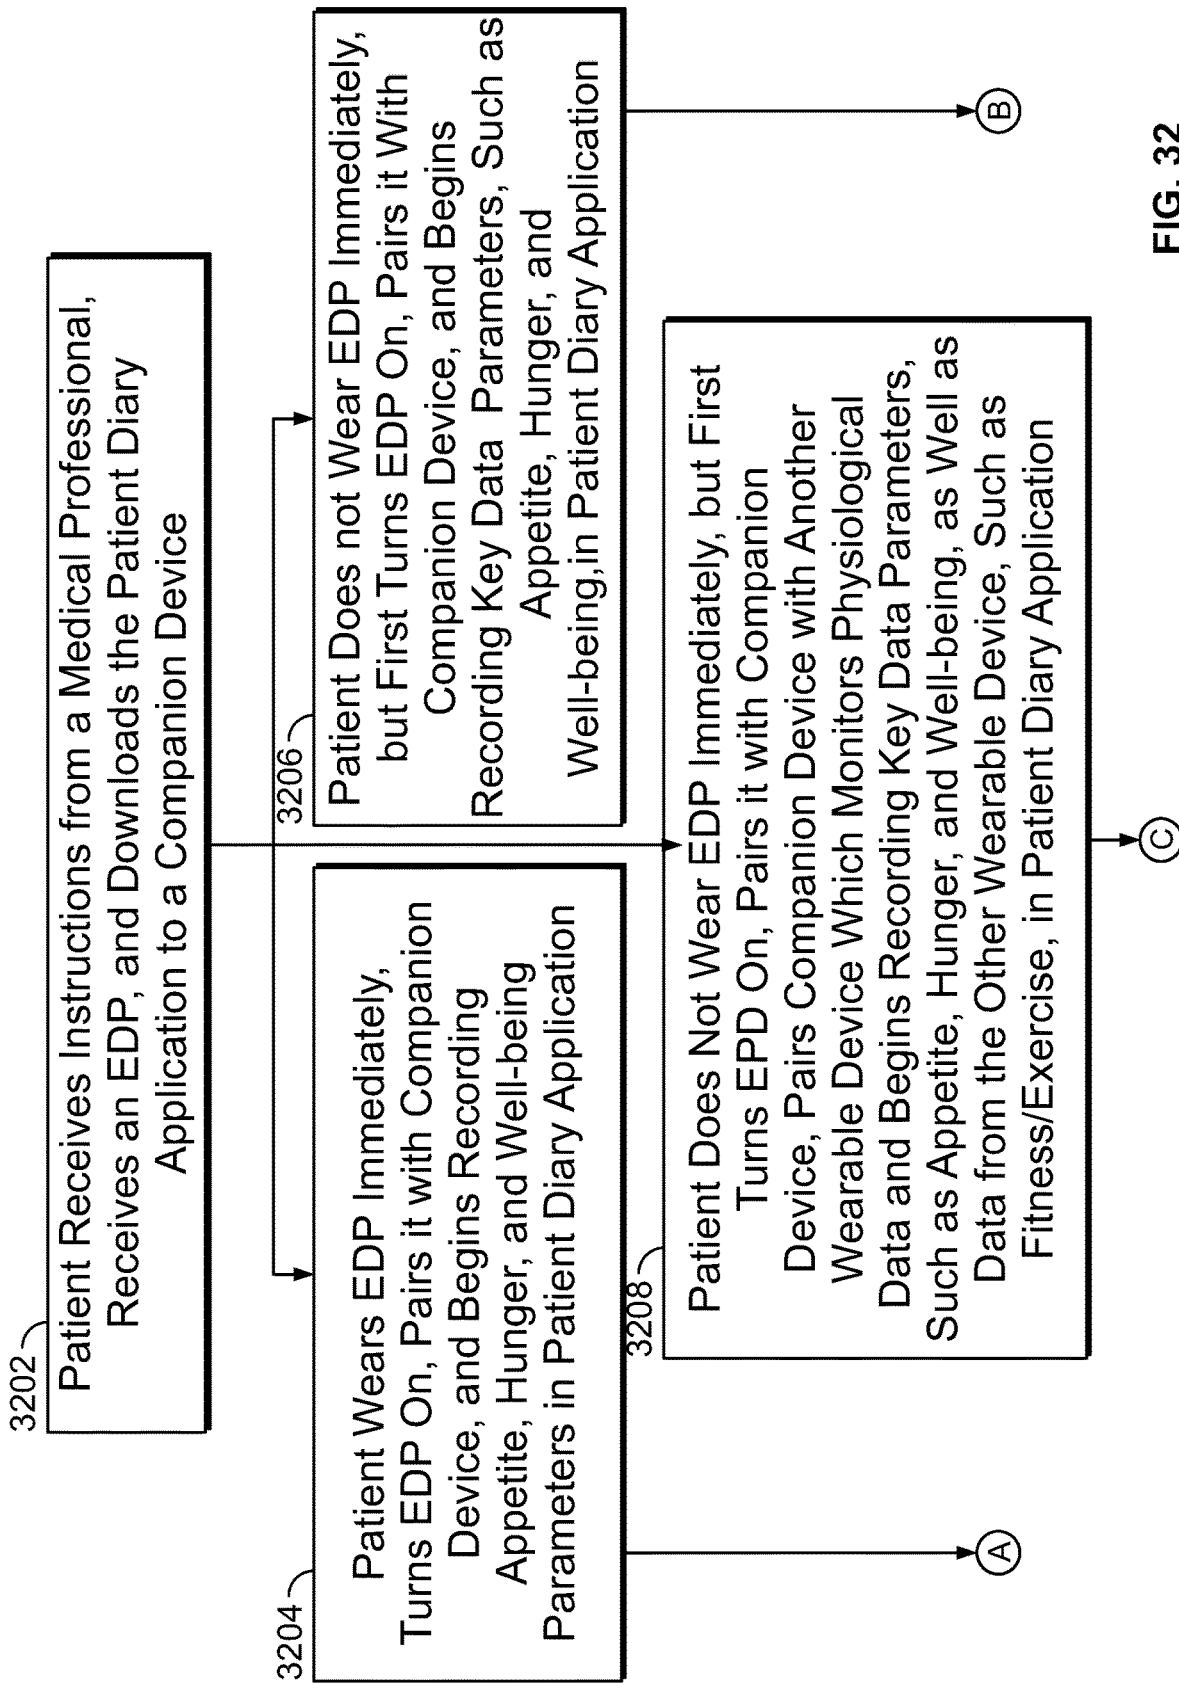 3202
Patient Receives Instructions from a Medical Professional,
Receives an EDP, and Downloads the Patient Diary
Application to a Companion Device
3204
Patient Wears EDP Immediately,
Turns EDP On, Pairs it with Companion
Device, and Begins Recording
Appetite, Hunger, and Well-being
Parameters in Patient Diary Application
3206
Patient Does not Wear EDP Immediately,
but First Turns EDP On, Pairs it With
Companion Device, and Begins
Recording Key Data Parameters, Such as
Appetite, Hunger, and
Well-being,in Patient Diary Application
3208
Patient Does Not Wear EDP Immediately, but First
Turns EPD On, Pairs it with Companion
Device, Pairs Companion Device with Another
Wearable Device Which Monitors Physiological
Data and Begins Recording Key Data Parameters,
Such as Appetite, Hunger, and Well-being, as Well as
Data from the Other Wearable Device, Such as
Fitness/Exercise, in Patient Diary Application
A
B
C
FIG. 32